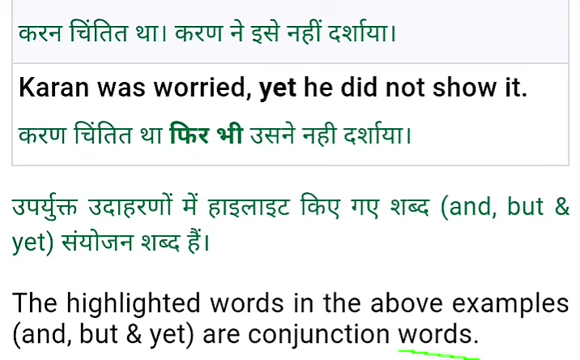 करन चिंतित था। करण ने इसे नहीं दर्शाया।
Karan was worried, yet he did not show it.
करण चिंतित था फिर भी उसने नही दर्शाया।
उपर्युक्त उदाहरणों में हाइलाइट किए गए शब्द (and, but &
yet) संयोजन शब्द हैं।
The highlighted words in the above examples
(and, but & yet) are conjunction words.